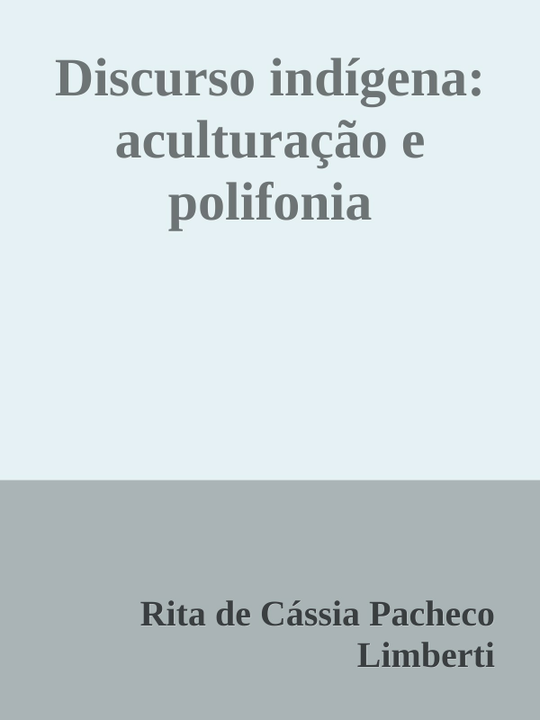 Discurso indígena:
aculturação e
polifonia
Rita de Cássia Pacheco
Limberti